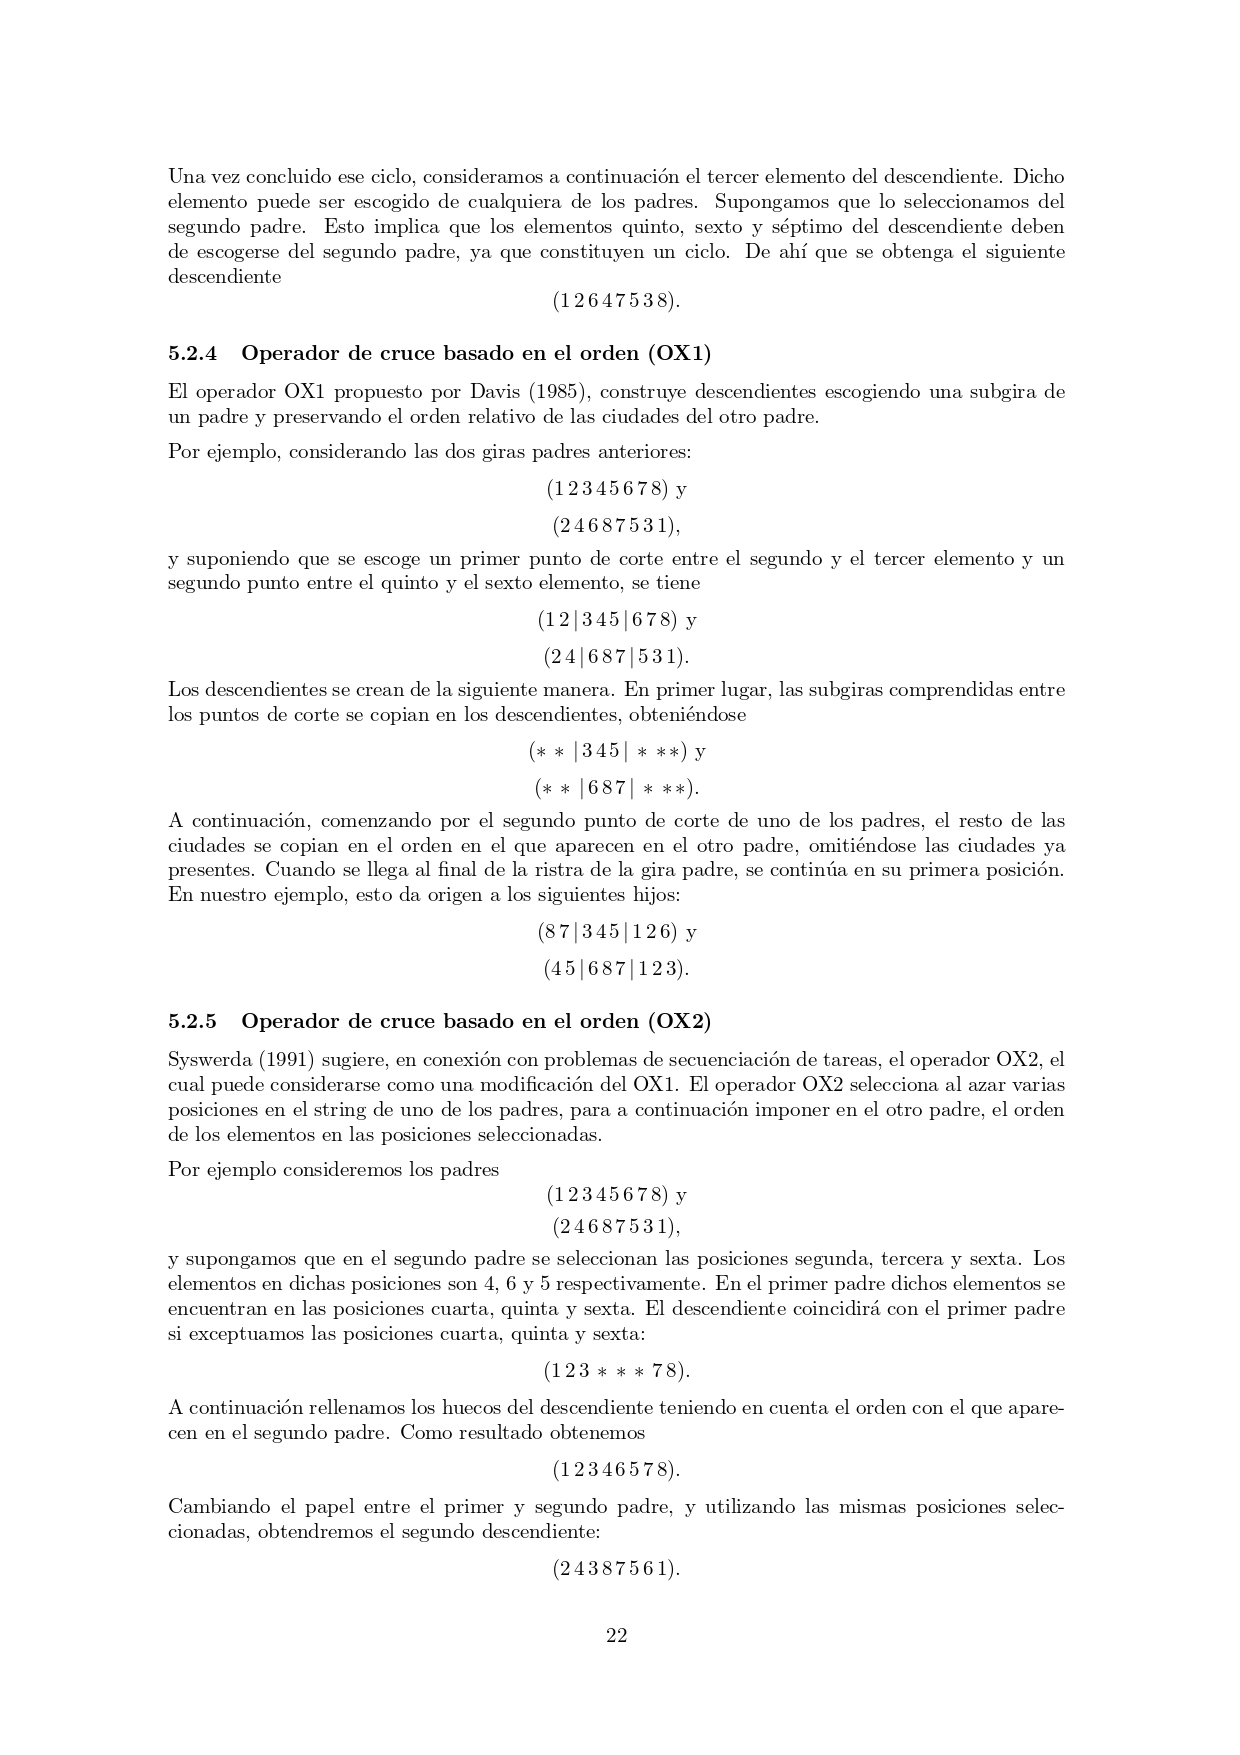 Una vez concluido ese ciclo, consideramos a continuación el tercer elemento del descendiente. Dicho
elemento puede ser escogido de cualquiera de los padres. Supongamos que lo seleccionamos del
segundo padre. Esto implica que los elementos quinto, sexto y séptimo del descendiente deben
de escogerse del segundo padre, ya que constituyen un ciclo. De ahí que se obtenga el siguiente
descendiente
(1 2 6 4 7 5 3 8).
5.2.4 Operador de cruce basado en el orden (OX1)
El operador OX1 propuesto por Davis (1985), construye descendientes escogiendo una subgira de
un padre y preservando el orden relativo de las ciudades del otro padre.
Por ejemplo, considerando las dos giras padres anteriores:
(1 2 3 4 5 6 7 8) y
(2 4 6 8 7 5 3 1),
y suponiendo que se escoge un primer punto de corte entre el segundo y el tercer elemento y un
segundo punto entre el quinto y el sexto elemento, se tiene
(1 2 | 3 4 5 | 6 7 8) y
(2 4 | 6 8 7 | 5 3 1).
Los descendientes se crean de la siguiente manera. En primer lugar, las subgiras comprendidas entre
los puntos de corte se copian en los descendientes, obteniéndose
(∗ ∗ | 3 4 5 | ∗ ∗∗) y
(∗ ∗ | 6 8 7 | ∗ ∗∗).
A continuación, comenzando por el segundo punto de corte de uno de los padres, el resto de las
ciudades se copian en el orden en el que aparecen en el otro padre, omitiéndose las ciudades ya
presentes. Cuando se llega al final de la ristra de la gira padre, se continúa en su primera posición.
En nuestro ejemplo, esto da origen a los siguientes hijos:
(8 7 | 3 4 5 | 1 2 6) y
(4 5 | 6 8 7 | 1 2 3).
5.2.5 Operador de cruce basado en el orden (OX2)
Syswerda (1991) sugiere, en conexión con problemas de secuenciación de tareas, el operador OX2, el
cual puede considerarse como una modificación del OX1. El operador OX2 selecciona al azar varias
posiciones en el string de uno de los padres, para a continuación imponer en el otro padre, el orden
de los elementos en las posiciones seleccionadas.
Por ejemplo consideremos los padres
(1 2 3 4 5 6 7 8) y
(2 4 6 8 7 5 3 1),
y supongamos que en el segundo padre se seleccionan las posiciones segunda, tercera y sexta. Los
elementos en dichas posiciones son 4, 6 y 5 respectivamente. En el primer padre dichos elementos se
encuentran en las posiciones cuarta, quinta y sexta. El descendiente coincidirá con el primer padre
si exceptuamos las posiciones cuarta, quinta y sexta:
(1 2 3 ∗ ∗ ∗ 7 8).
A continuación rellenamos los huecos del descendiente teniendo en cuenta el orden con el que apare-
cen en el segundo padre. Como resultado obtenemos
(1 2 3 4 6 5 7 8).
Cambiando el papel entre el primer y segundo padre, y utilizando las mismas posiciones selec-
cionadas, obtendremos el segundo descendiente:
(2 4 3 8 7 5 6 1).
22